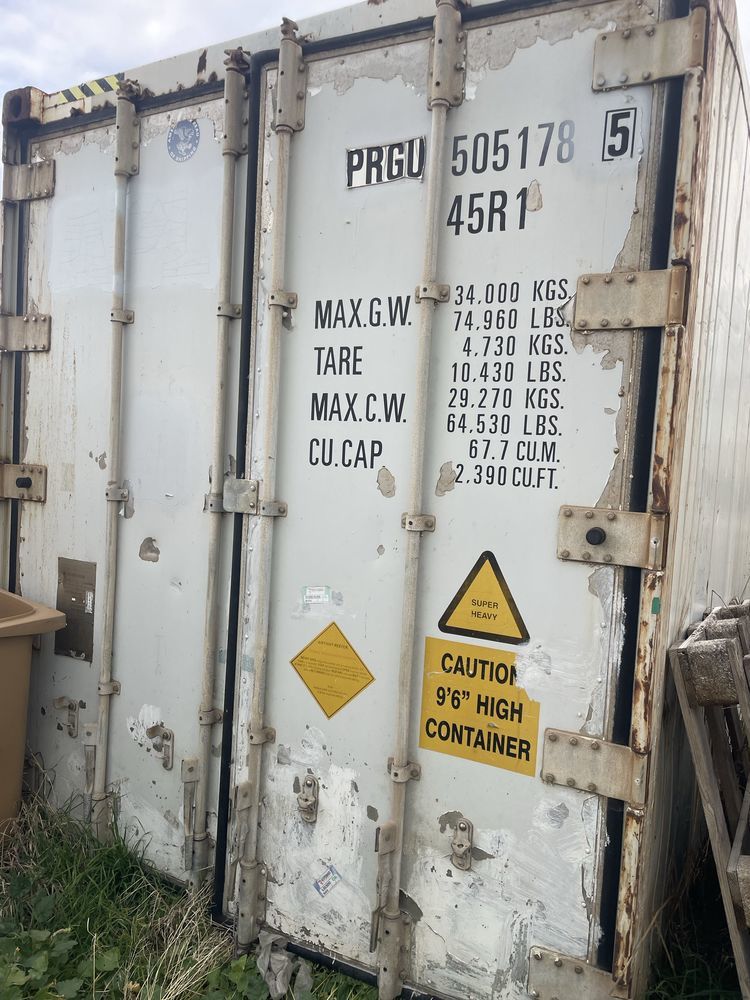 PRGU 505178 5
45R1
MAX.G.W. 34,000 KGS.
74,960 LBS.
TARE 4,730 KGS.
10,430 LBS.
MAX.C.W. 29,270 KGS.
64,530 LBS.
CU.CAP 67.7 CU.M.
2,390 CU.FT.
SUPER
HEAVY
CAUTION
9'6" HIGH
CONTAINER